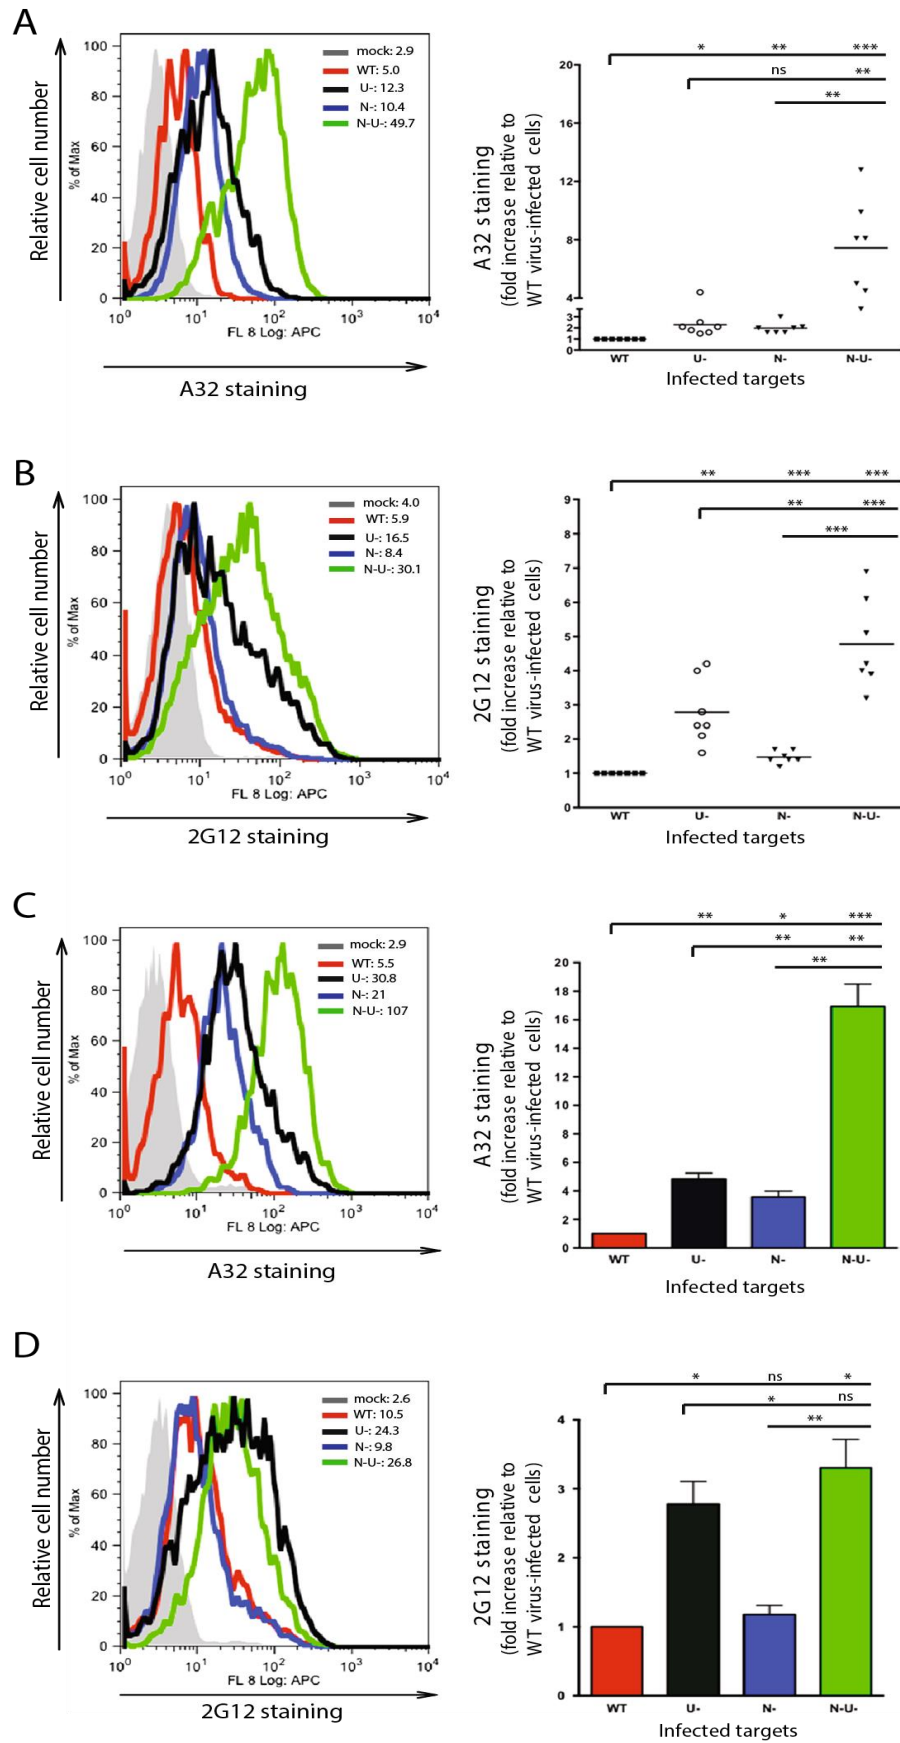 A
Relative cell number
% of Max
100
80
60
40
20
0
mock: 2.9
WT: 5.0
U-: 12.3
N-: 10.4
N-U-: 49.7
10^0 10^1 10^2 10^3 10^4
FL 8 Log: APC
A32 staining
A32 staining
(fold increase relative to
WT virus-infected cells)
* ** ***
ns **
**
20
16
12
8
4
3
2
1
0
WT U- N- N-U-
Infected targets
B
Relative cell number
% of Max
100
80
60
40
20
0
mock: 4.0
WT: 5.9
U-: 16.5
N-: 8.4
N-U-: 30.1
10^0 10^1 10^2 10^3 10^4
FL 8 Log: APC
2G12 staining
2G12 staining
(fold increase relative to
WT virus-infected cells)
** *** ***
** ***
***
9
8
7
6
5
4
3
2
1
0
WT U- N- N-U-
Infected targets
C
Relative cell number
% of Max
100
80
60
40
20
0
mock: 2.9
WT: 5.5
U-: 30.8
N-: 21
N-U-: 107
10^0 10^1 10^2 10^3 10^4
FL 8 Log: APC
A32 staining
A32 staining
(fold increase relative to
WT virus-infected cells)
** * ***
** **
**
20
18
16
14
12
10
8
6
4
2
0
WT U- N- N-U-
Infected targets
D
Relative cell number
% of Max
100
80
60
40
20
0
mock: 2.6
WT: 10.5
U-: 24.3
N-: 9.8
N-U-: 26.8
10^0 10^1 10^2 10^3 10^4
FL 8 Log: APC
2G12 staining
2G12 staining
(fold increase relative to
WT virus-infected cells)
* ns *
* ns
**
4
3
2
1
0
WT U- N- N-U-
Infected targets